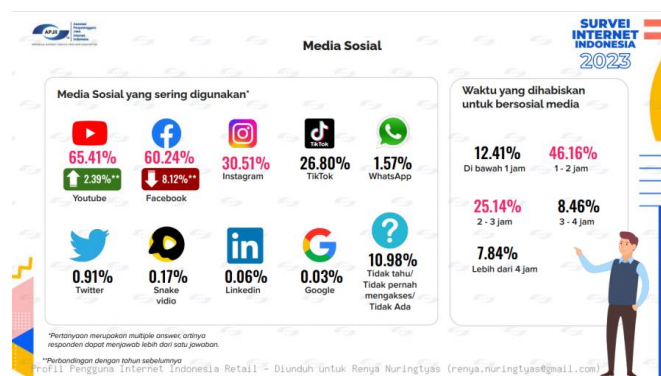 APJII
SURVEI
INTERNET
INDONESIA
2023
Media Sosial
Media Sosial yang sering digunakan*
65.41%
2.39%**
Youtube
60.24%
8.12%**
Facebook
30.51%
Instagram
TikTok
26.80%
TikTok
1.57%
WhatsApp
0.91%
Twitter
0.17%
Snake
vidio
in
0.06%
Linkedin
0.03%
Google
?
10.98%
Tidak tahu/
Tidak pernah
mengakses/
Tidak Ada
*Pertanyaan merupakan multiple answer, artinya
responden dapat menjawab lebih dari satu jawaban.
**Perbandingan dengan tahun sebelumnya
Waktu yang dihabiskan
untuk bersosial media
12.41%
Di bawah 1 jam
46.16%
1 - 2 jam
25.14%
2 - 3 jam
8.46%
3 - 4 jam
7.84%
Lebih dari 4 jam
Profil Pengguna Internet Indonesia Retail - Diunduh untuk Renya Nuringtyas (renya.nuringtyas@gmail.com)